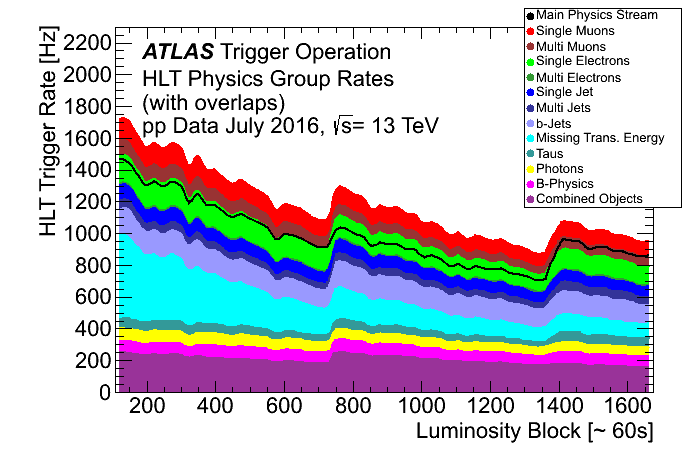 Main Physics Stream
Single Muons
Multi Muons
Single Electrons
Multi Electrons
Single Jet
Multi Jets
b-Jets
Missing Trans. Energy
Taus
Photons
B-Physics
Combined Objects
ATLAS Trigger Operation
HLT Physics Group Rates
(with overlaps)
pp Data July 2016, √s= 13 TeV
HLT Trigger Rate [Hz]
2200
2000
1800
1600
1400
1200
1000
800
600
400
200
0
200 400 600 800 1000 1200 1400 1600
Luminosity Block [~ 60s]